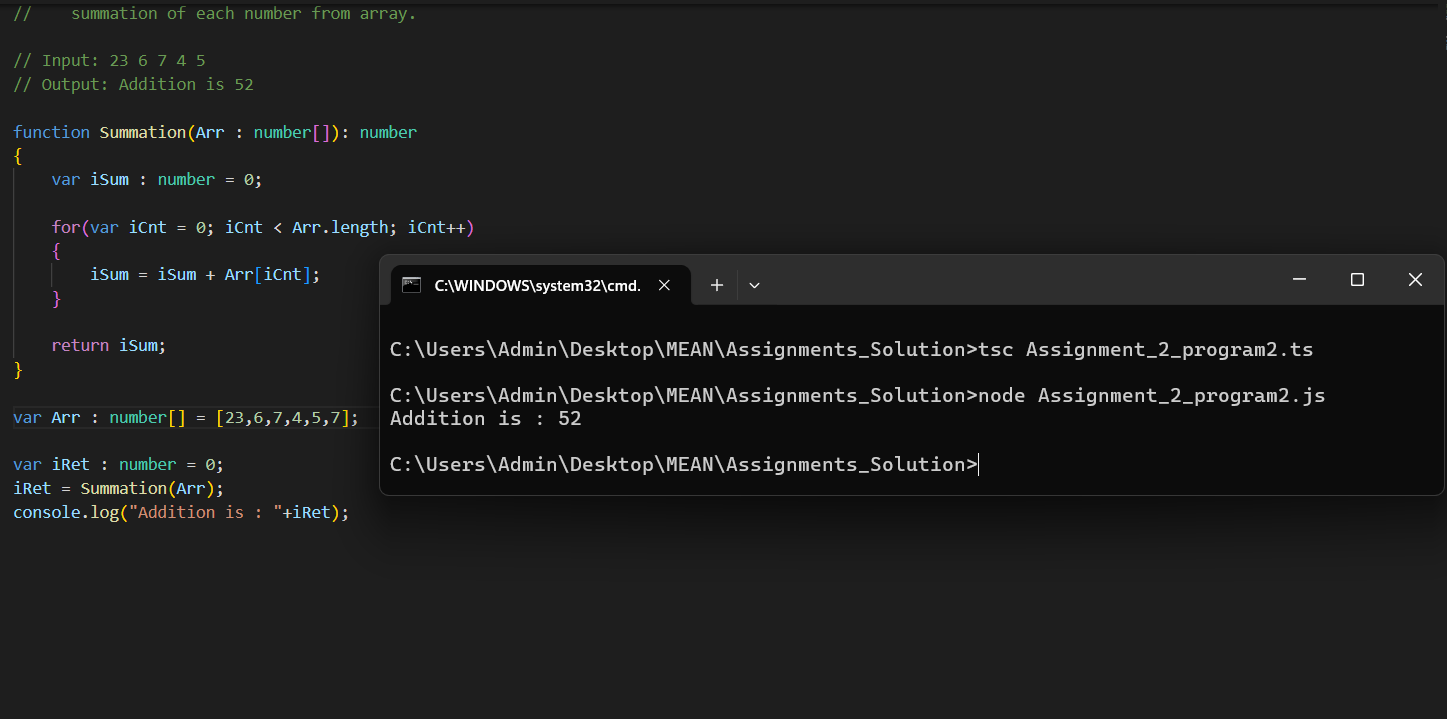 //    summation of each number from array.
// Input: 23 6 7 4 5
// Output: Addition is 52
function Summation(Arr : number[]): number
{
    var iSum : number = 0;
    for(var iCnt = 0; iCnt < Arr.length; iCnt++)
    {
        iSum = iSum + Arr[iCnt];
    }
    return iSum;
}
var Arr : number[] = [23,6,7,4,5,7];
var iRet : number = 0;
iRet = Summation(Arr);
console.log("Addition is : "+iRet);
C:\WINDOWS\system32\cmd.
C:\Users\Admin\Desktop\MEAN\Assignments_Solution>tsc Assignment_2_program2.ts
C:\Users\Admin\Desktop\MEAN\Assignments_Solution>node Assignment_2_program2.js
Addition is : 52
C:\Users\Admin\Desktop\MEAN\Assignments_Solution>